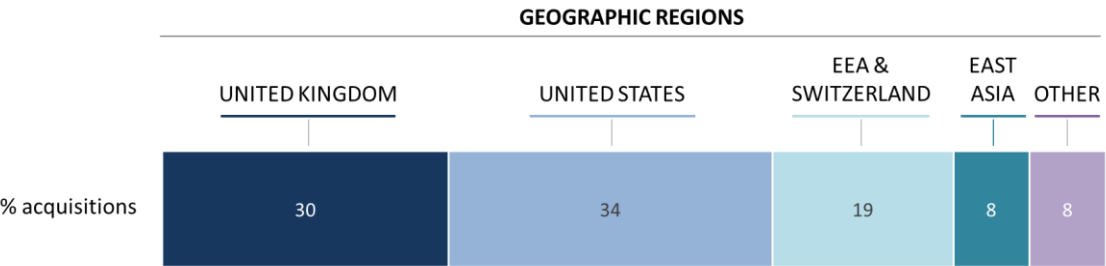 GEOGRAPHIC REGIONS
UNITED KINGDOM
UNITED STATES
EEA &
SWITZERLAND
EAST
ASIA
OTHER
% acquisitions
30
34
19
8
8